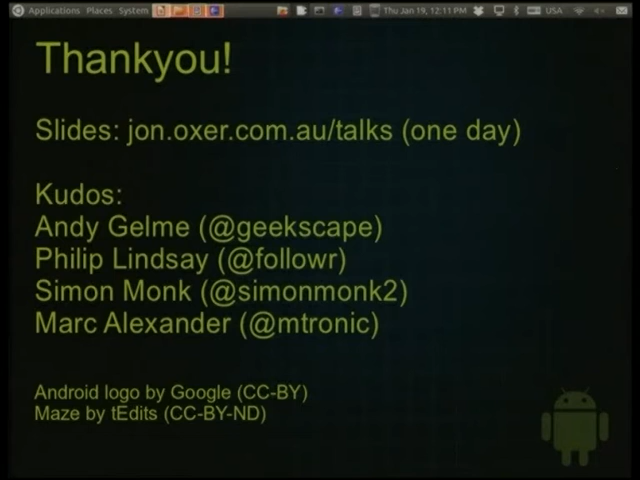 Applications Places System Thu Jan 19, 12:11 PM USA
Thankyou!
Slides: jon.oxer.com.au/talks (one day)
Kudos:
Andy Gelme (@geekscape)
Philip Lindsay (@followr)
Simon Monk (@simonmonk2)
Marc Alexander (@mtronic)
Android logo by Google (CC-BY)
Maze by tEdits (CC-BY-ND)